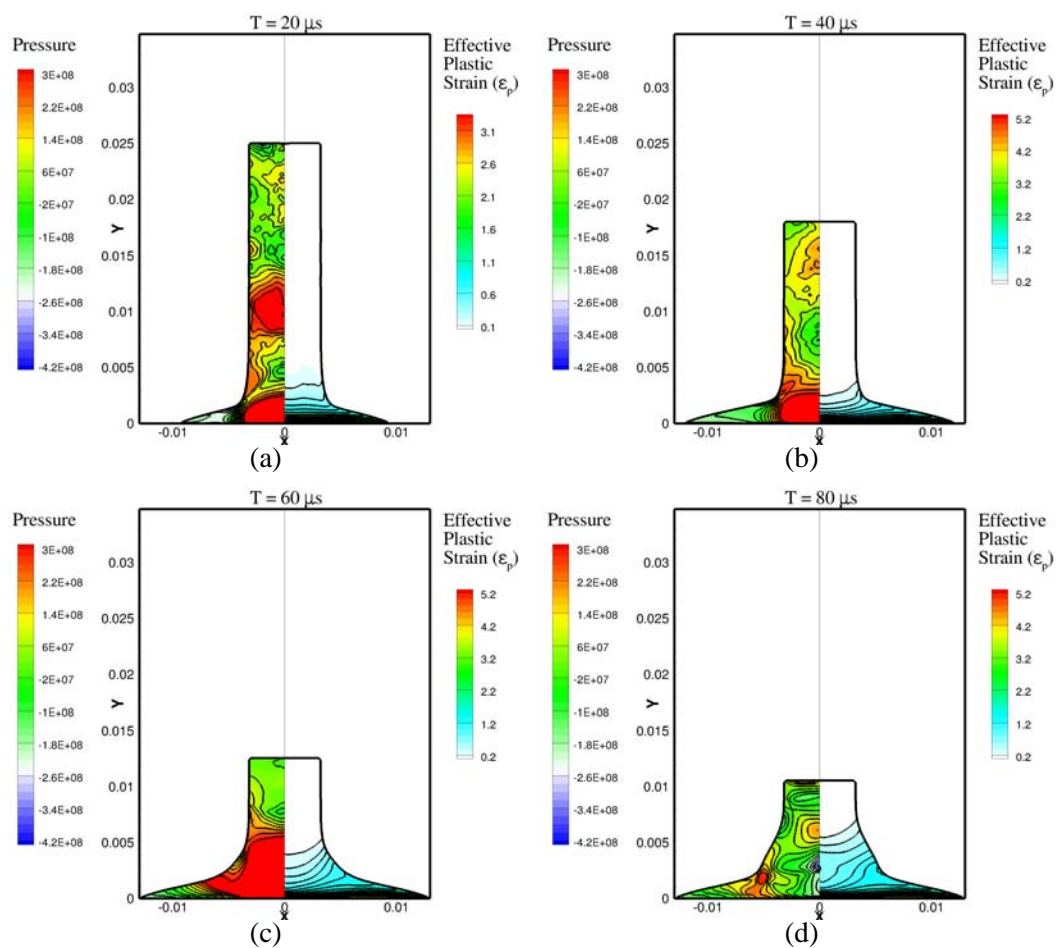 T = 20 μs
Pressure
3E+08
2.2E+08
1.4E+08
6E+07
-2E+07
-1E+08
-1.8E+08
-2.6E+08
-3.4E+08
-4.2E+08
Y
0.03
0.025
0.02
0.015
0.01
0.005
0
-0.01 0 0.01
X
Effective
Plastic
Strain (εp)
3.1
2.6
2.1
1.6
1.1
0.6
0.1
(a)
T = 40 μs
Pressure
3E+08
2.2E+08
1.4E+08
6E+07
-2E+07
-1E+08
-1.8E+08
-2.6E+08
-3.4E+08
-4.2E+08
Y
0.03
0.025
0.02
0.015
0.01
0.005
0
-0.01 0 0.01
X
Effective
Plastic
Strain (εp)
5.2
4.2
3.2
2.2
1.2
0.2
(b)
T = 60 μs
Pressure
3E+08
2.2E+08
1.4E+08
6E+07
-1E+08
-1.8E+08
-2.6E+08
-3.4E+08
-4.2E+08
Y
0.03
0.025
0.02
0.015
0.01
0.005
0
-0.01 0 0.01
X
Effective
Plastic
Strain (εp)
5.2
4.2
3.2
2.2
1.2
0.2
(c)
T = 80 μs
Pressure
3E+08
2.2E+08
1.4E+08
6E+07
-1E+08
-1.8E+08
-2.6E+08
-3.4E+08
-4.2E+08
Y
0.03
0.025
0.02
0.015
0.01
0.005
0
-0.01 0 0.01
X
Effective
Plastic
Strain (εp)
5.2
4.2
3.2
2.2
1.2
0.2
(d)